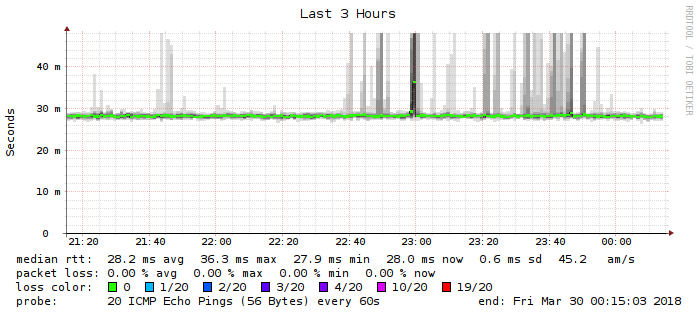 Last 3 Hours
RRDTOOL / TOBI OETIKER
Seconds
40 m
30 m
20 m
10 m
0
21:20 21:40 22:00 22:20 22:40 23:00 23:20 23:40 00:00
median rtt: 28.2 ms avg 36.3 ms max 27.9 ms min 28.0 ms now 0.6 ms sd 45.2 am/s
packet loss: 0.00 % avg 0.00 % max 0.00 % min 0.00 % now
loss color: 0 1/20 2/20 3/20 4/20 10/20 19/20
probe: 20 ICMP Echo Pings (56 Bytes) every 60s end: Fri Mar 30 00:15:03 2018